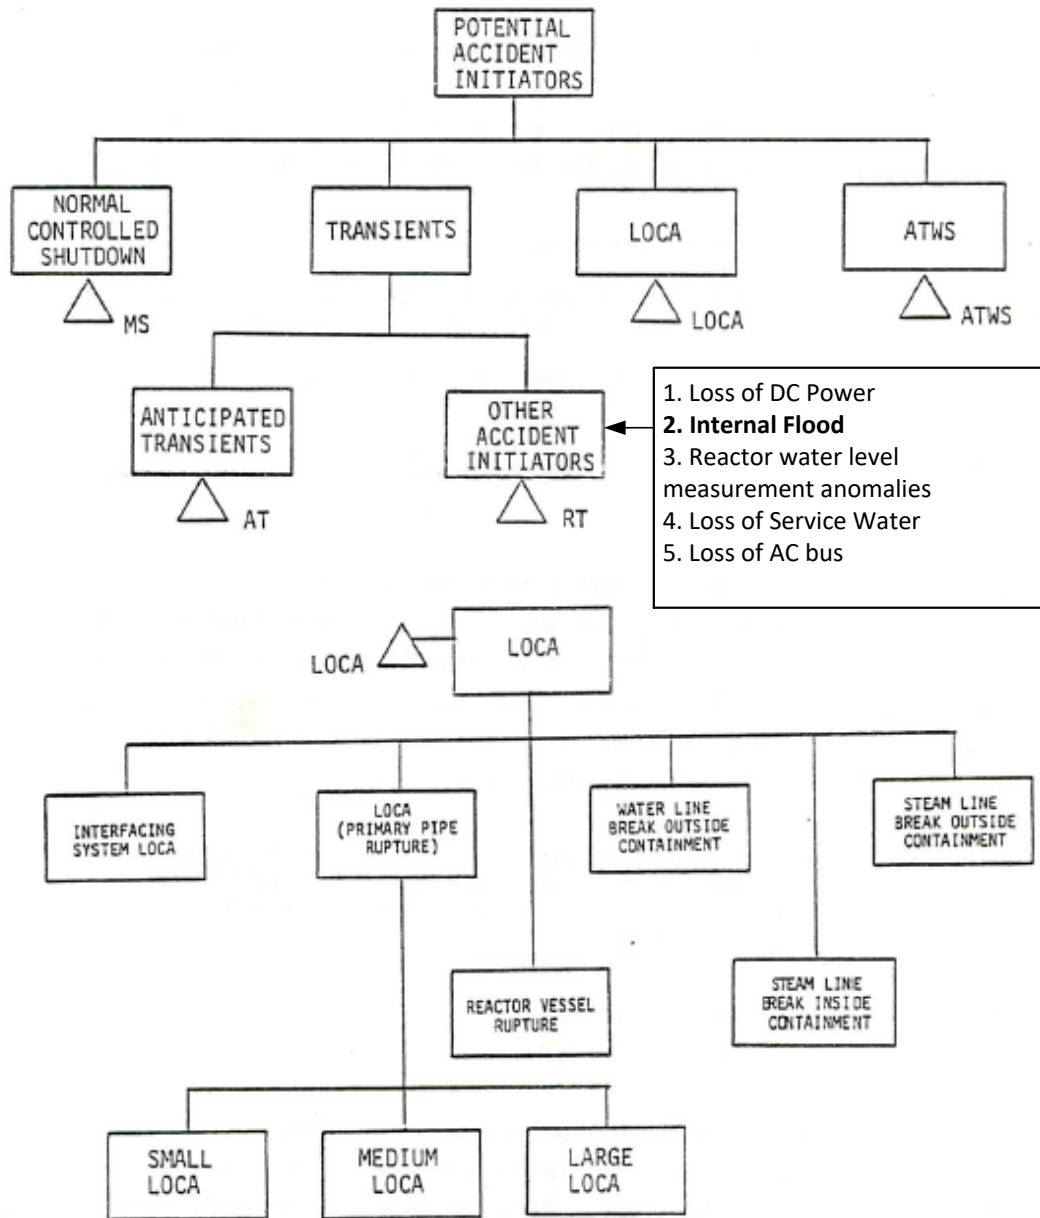 POTENTIAL
ACCIDENT
INITIATORS
NORMAL
CONTROLLED
SHUTDOWN
TRANSIENTS
LOCA
ATWS
MS
LOCA
ATWS
ANTICIPATED
TRANSIENTS
OTHER
ACCIDENT
INITIATORS
AT
RT
1. Loss of DC Power
2. Internal Flood
3. Reactor water level
measurement anomalies
4. Loss of Service Water
5. Loss of AC bus
LOCA
LOCA
INTERFACING
SYSTEM LOCA
LOCA
(PRIMARY PIPE
RUPTURE)
WATER LINE
BREAK OUTSIDE
CONTAINMENT
STEAM LINE
BREAK OUTSIDE
CONTAINMENT
REACTOR VESSEL
RUPTURE
STEAM LINE
BREAK INSIDE
CONTAINMENT
SMALL
LOCA
MEDIUM
LOCA
LARGE
LOCA